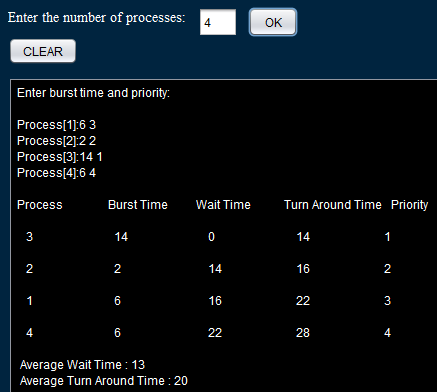 Enter the number of processes: 4 OK
CLEAR
Enter burst time and priority:
Process[1]:6 3
Process[2]:2 2
Process[3]:14 1
Process[4]:6 4
Process Burst Time Wait Time Turn Around Time Priority
3 14 0 14 1
2 2 14 16 2
1 6 16 22 3
4 6 22 28 4
Average Wait Time : 13
Average Turn Around Time : 20